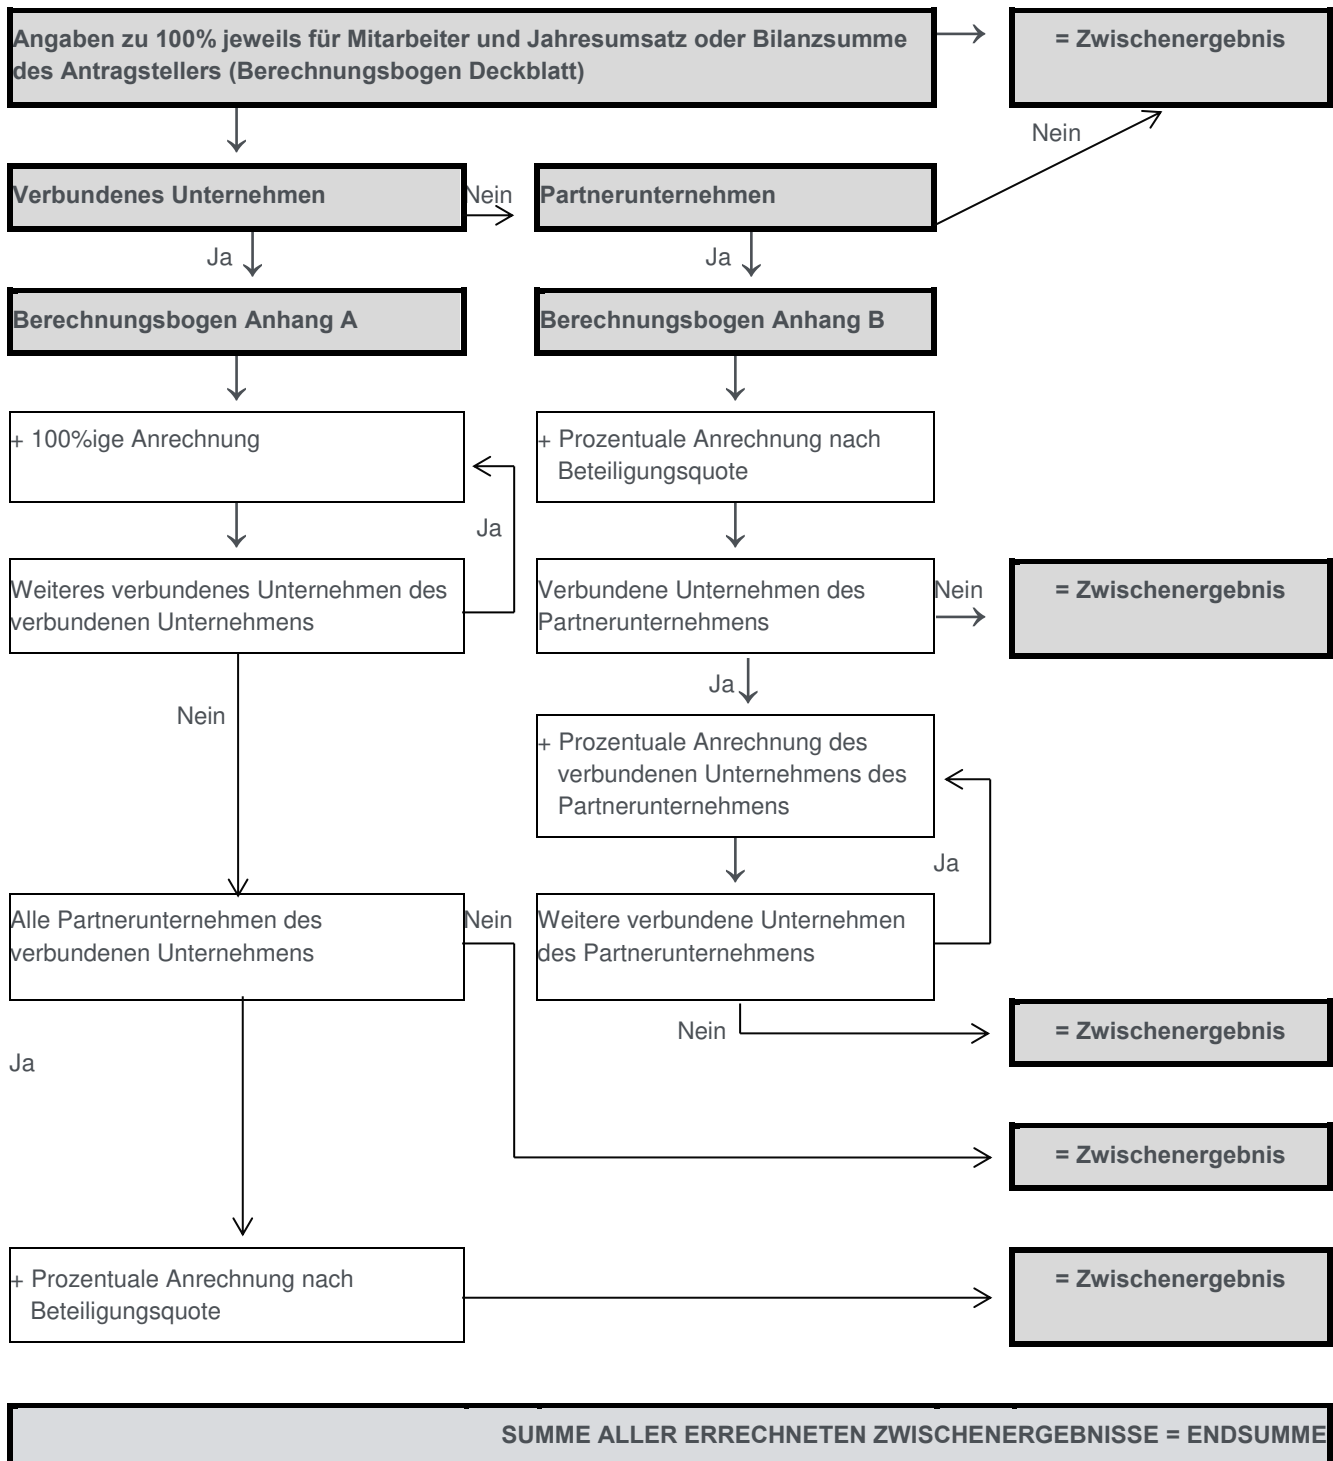 Angaben zu 100% jeweils für Mitarbeiter und Jahresumsatz oder Bilanzsumme
des Antragstellers (Berechnungsbogen Deckblatt)
= Zwischenergebnis
Nein
Verbundenes Unternehmen
Nein
Partnerunternehmen
Ja
Ja
Berechnungsbogen Anhang A
Berechnungsbogen Anhang B
+ 100%ige Anrechnung
+ Prozentuale Anrechnung nach
Beteiligungsquote
Ja
Weiteres verbundenes Unternehmen des
verbundenen Unternehmens
Verbundene Unternehmen des
Partnerunternehmens
Nein
= Zwischenergebnis
Ja
Nein
+ Prozentuale Anrechnung des
verbundenen Unternehmens des
Partnerunternehmens
Ja
Alle Partnerunternehmen des
verbundenen Unternehmens
Nein
Weitere verbundene Unternehmen
des Partnerunternehmens
Nein
= Zwischenergebnis
Ja
= Zwischenergebnis
+ Prozentuale Anrechnung nach
Beteiligungsquote
= Zwischenergebnis
SUMME ALLER ERRECHNETEN ZWISCHENERGEBNISSE = ENDSUMME